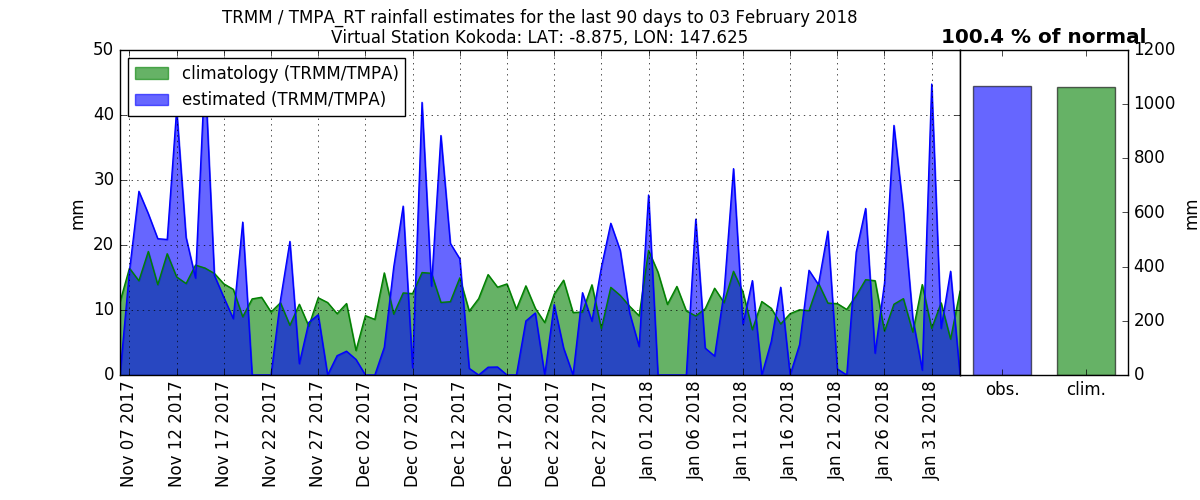 TRMM / TMPA_RT rainfall estimates for the last 90 days to 03 February 2018
Virtual Station Kokoda: LAT: -8.875, LON: 147.625
100.4 % of normal
climatology (TRMM/TMPA)
estimated (TRMM/TMPA)
50
40
30
20
10
0
mm
1200
1000
800
600
400
200
0
mm
Nov 07 2017
Nov 12 2017
Nov 17 2017
Nov 22 2017
Nov 27 2017
Dec 02 2017
Dec 07 2017
Dec 12 2017
Dec 17 2017
Dec 22 2017
Dec 27 2017
Jan 01 2018
Jan 06 2018
Jan 11 2018
Jan 16 2018
Jan 21 2018
Jan 26 2018
Jan 31 2018
obs.
clim.